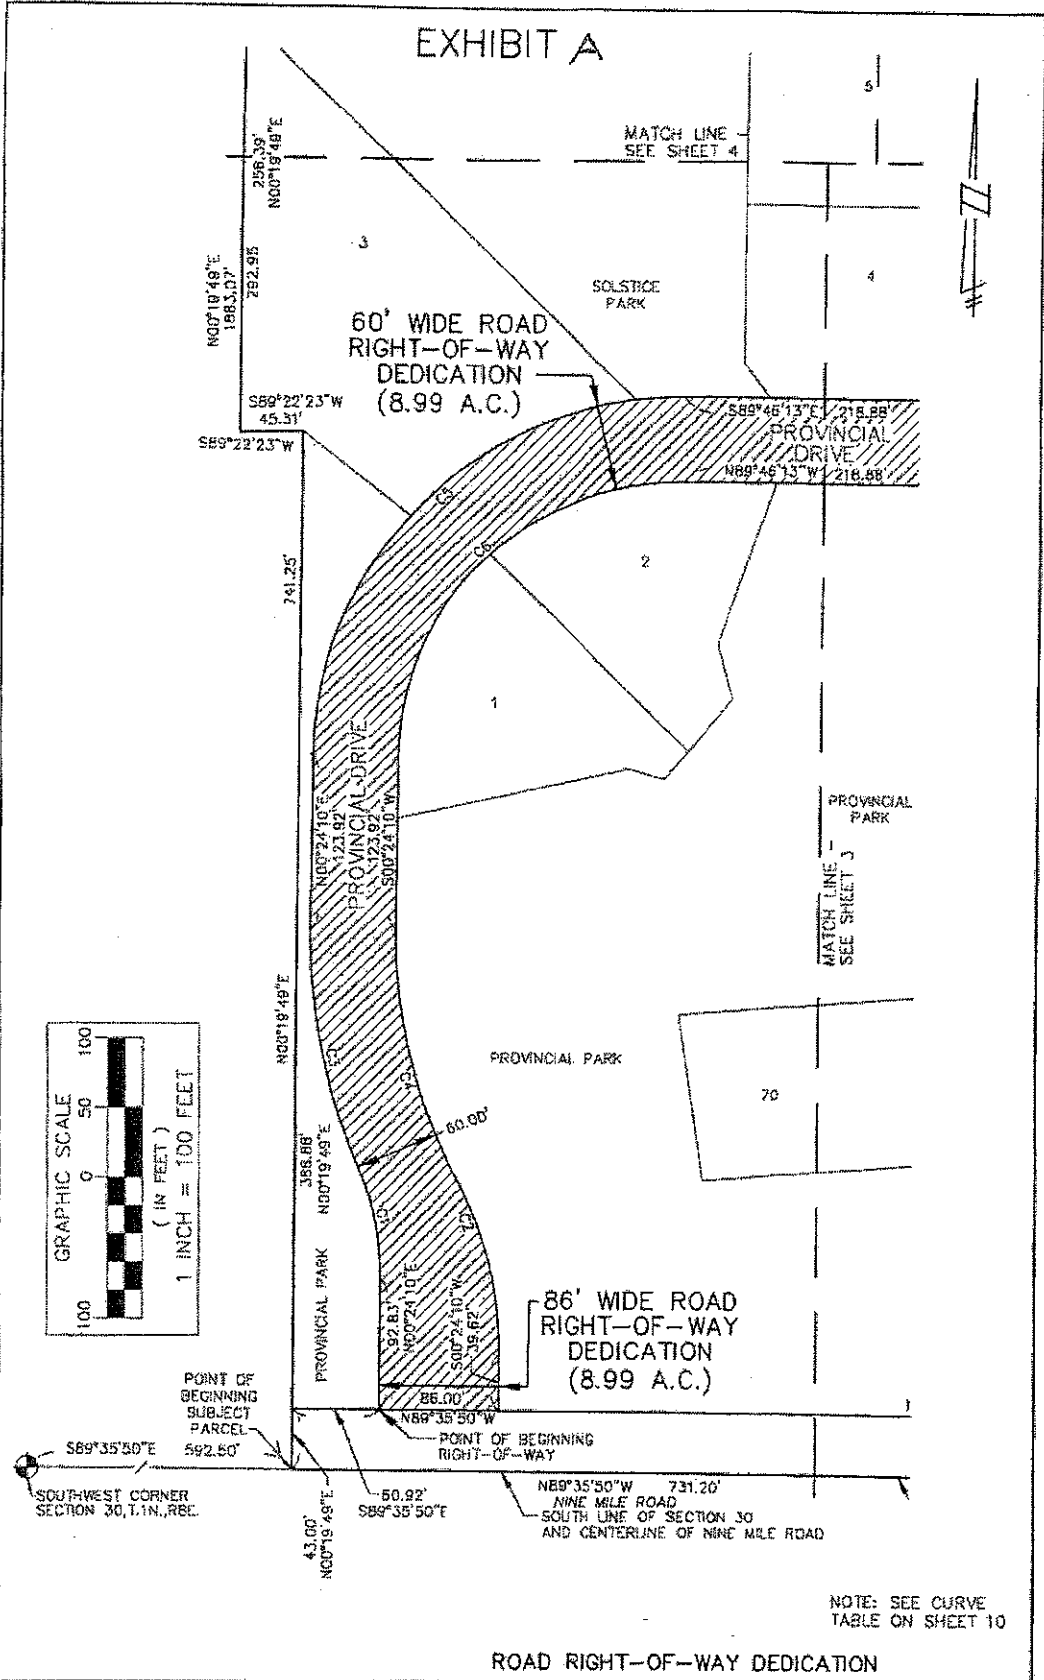 EXHIBIT A
5
MATCH LINE -
SEE SHEET 4
258.39'
N00°19'49"E
N00°19'49"E
1883.07'
792.95
3
4
SOLSTICE
PARK
60' WIDE ROAD
RIGHT-OF-WAY
DEDICATION
(8.99 A.C.)
S89°22'23"W
45.31'
S89°22'23"W
S89°46'13"E 218.88'
PROVINCIAL
DRIVE
N89°46'13"W 218.88'
C5
C6
2
741.25'
1
N00°24'10"E
123.92'
PROVINCIAL DRIVE
123.92'
S00°24'10"W
PROVINCIAL
PARK
MATCH LINE -
SEE SHEET 3
N00°19'49"E
GRAPHIC SCALE
100 50 0 100
( IN FEET )
1 INCH = 100 FEET
C3
C4
PROVINCIAL PARK
70
60.00'
386.88'
N00°19'49"E
C1
C2
PROVINCIAL PARK
92.83'
N00°24'10"E
S00°24'10"W
39.62'
86' WIDE ROAD
RIGHT-OF-WAY
DEDICATION
(8.99 A.C.)
86.00'
N89°35'50"W
POINT OF
BEGINNING
SUBJECT
PARCEL
POINT OF BEGINNING
RIGHT-OF-WAY
S89°35'50"E 592.50'
SOUTHWEST CORNER
SECTION 30,T.1N.,R8E.
60.92'
S89°35'50"E
43.00'
N00°19'49"E
N89°35'50"W 731.20'
NINE MILE ROAD
SOUTH LINE OF SECTION 30
AND CENTERLINE OF NINE MILE ROAD
NOTE: SEE CURVE
TABLE ON SHEET 10
ROAD RIGHT-OF-WAY DEDICATION